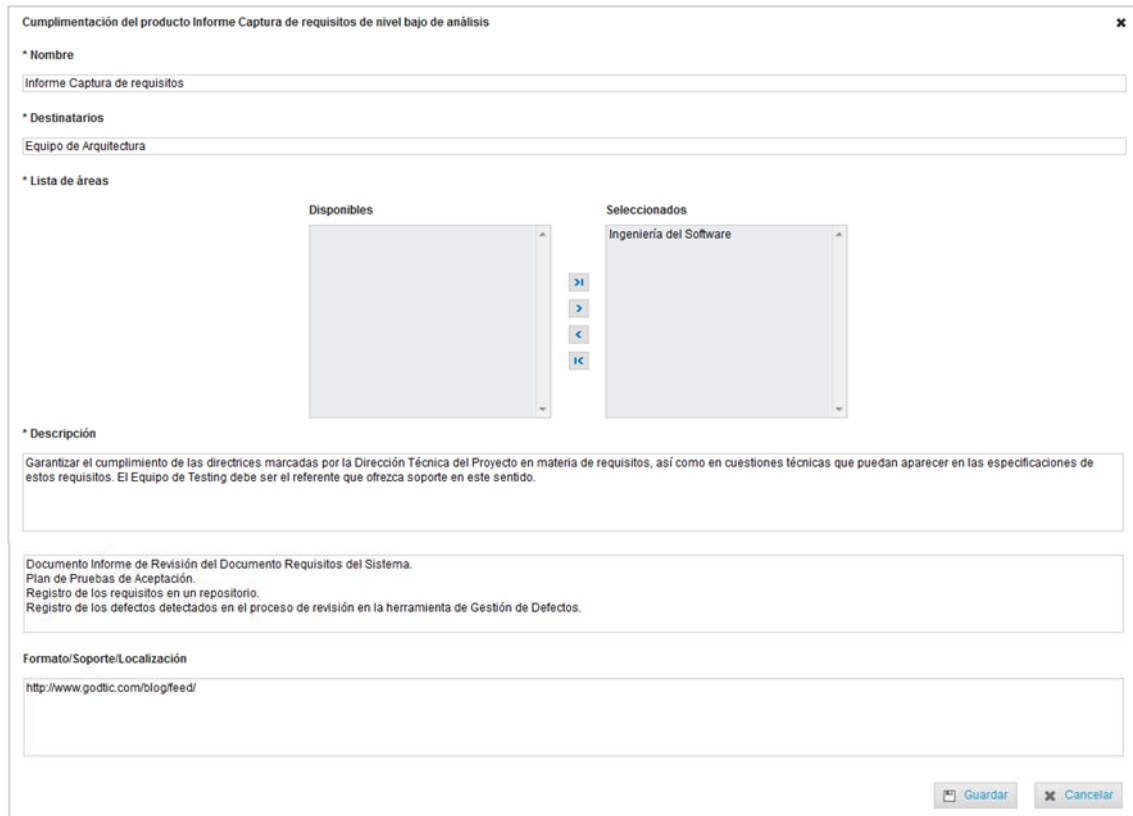 Cumplimentación del producto Informe Captura de requisitos de nivel bajo de análisis
* Nombre
Informe Captura de requisitos
* Destinatarios
Equipo de Arquitectura
* Lista de áreas
Disponibles
Seleccionados
Ingeniería del Software
* Descripción
Garantizar el cumplimiento de las directrices marcadas por la Dirección Técnica del Proyecto en materia de requisitos, así como en cuestiones técnicas que puedan aparecer en las especificaciones de
estos requisitos. El Equipo de Testing debe ser el referente que ofrezca soporte en este sentido.
Documento Informe de Revisión del Documento Requisitos del Sistema.
Plan de Pruebas de Aceptación.
Registro de los requisitos en un repositorio.
Registro de los defectos detectados en el proceso de revisión en la herramienta de Gestión de Defectos.
Formato/Soporte/Localización
http://www.godtic.com/blog/feed/
Guardar
Cancelar